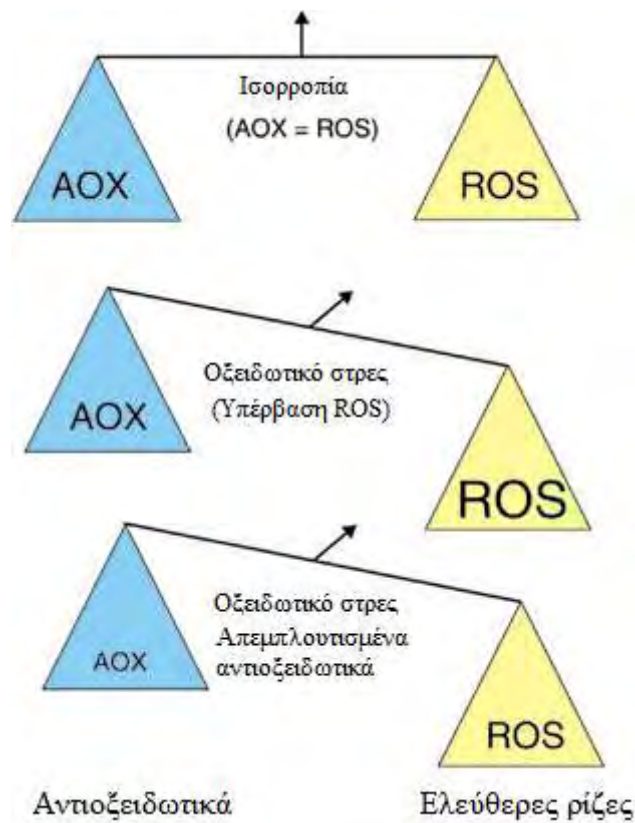 Ισορροπία
(AOX = ROS)
AOX
ROS
Οξειδωτικό στρες
(Υπέρβαση ROS)
AOX
ROS
Οξειδωτικό στρες
Απεμπλουτισμένα
αντιοξειδωτικά
AOX
ROS
Αντιοξειδωτικά
Ελεύθερες ρίζες